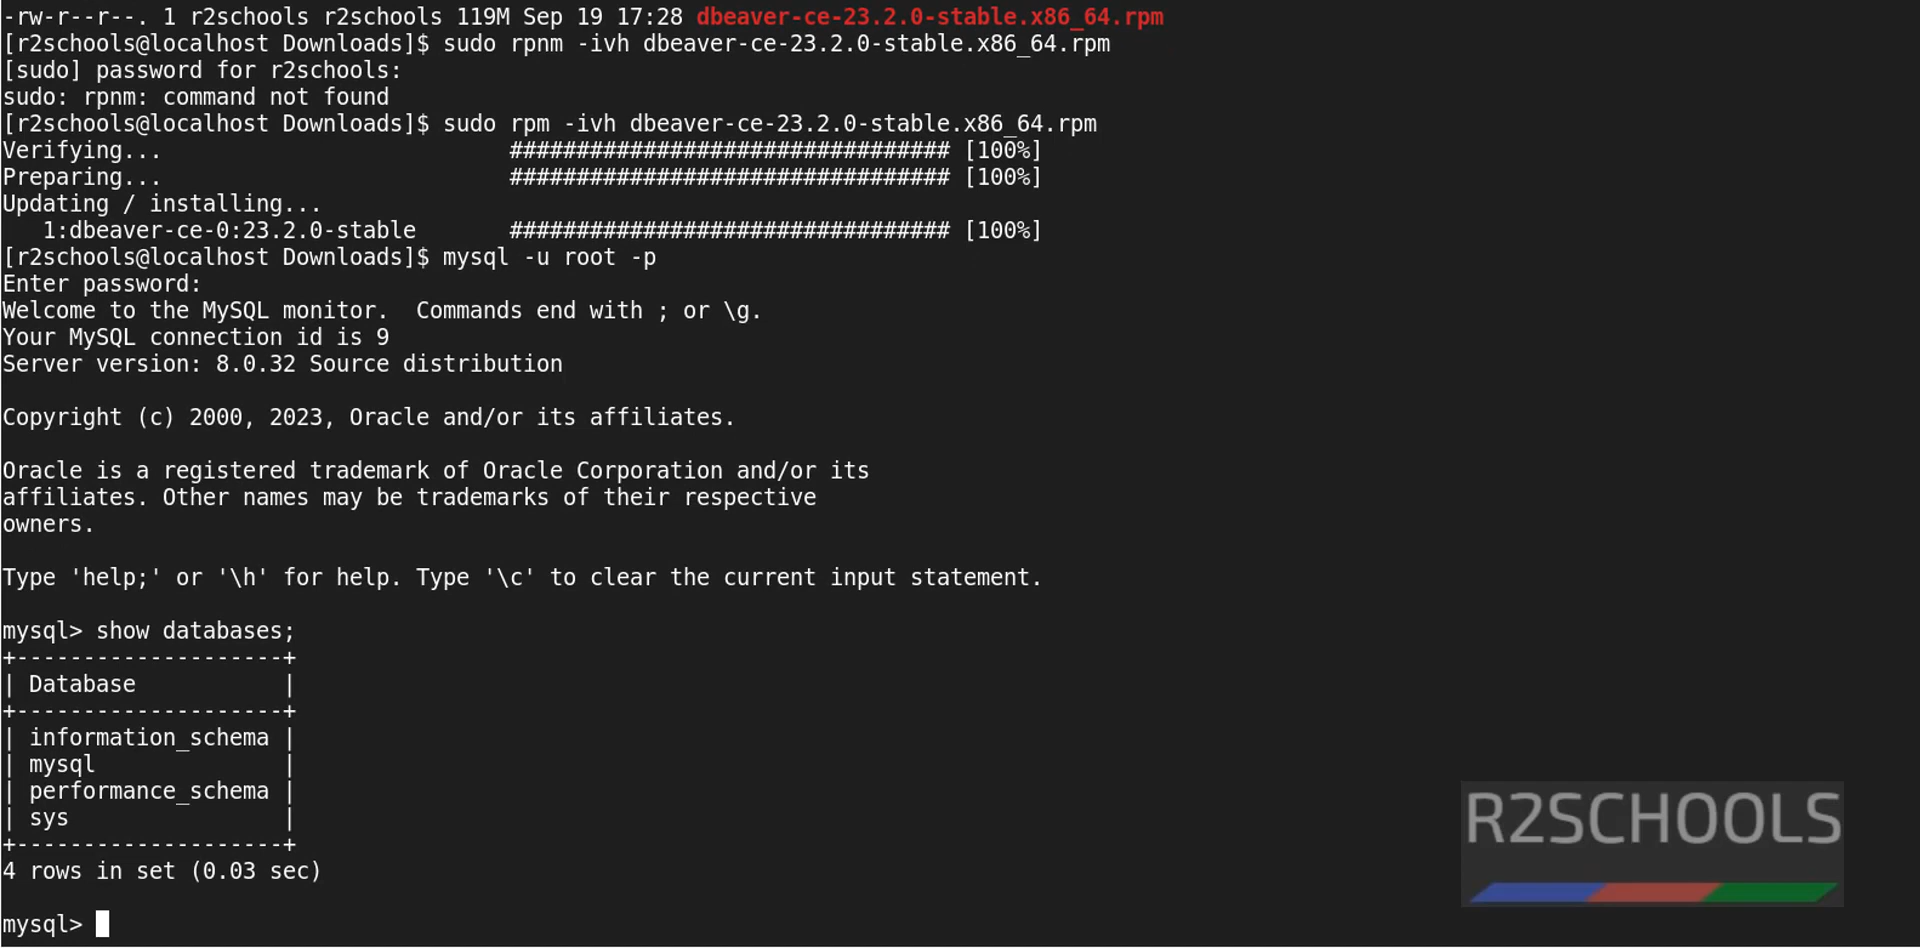 -rw-r--r--. 1 r2schools r2schools 119M Sep 19 17:28 dbeaver-ce-23.2.0-stable.x86_64.rpm
[r2schools@localhost Downloads]$ sudo rpnm -ivh dbeaver-ce-23.2.0-stable.x86_64.rpm
[sudo] password for r2schools:
sudo: rpnm: command not found
[r2schools@localhost Downloads]$ sudo rpm -ivh dbeaver-ce-23.2.0-stable.x86_64.rpm
Verifying...                          ################################# [100%]
Preparing...                          ################################# [100%]
Updating / installing...
   1:dbeaver-ce-0:23.2.0-stable       ################################# [100%]
[r2schools@localhost Downloads]$ mysql -u root -p
Enter password:
Welcome to the MySQL monitor.  Commands end with ; or \g.
Your MySQL connection id is 9
Server version: 8.0.32 Source distribution

Copyright (c) 2000, 2023, Oracle and/or its affiliates.

Oracle is a registered trademark of Oracle Corporation and/or its
affiliates. Other names may be trademarks of their respective
owners.

Type 'help;' or '\h' for help. Type '\c' to clear the current input statement.

mysql> show databases;
+--------------------+
| Database           |
+--------------------+
| information_schema |
| mysql              |
| performance_schema |
| sys                |
+--------------------+
4 rows in set (0.03 sec)

mysql>
R2SCHOOLS